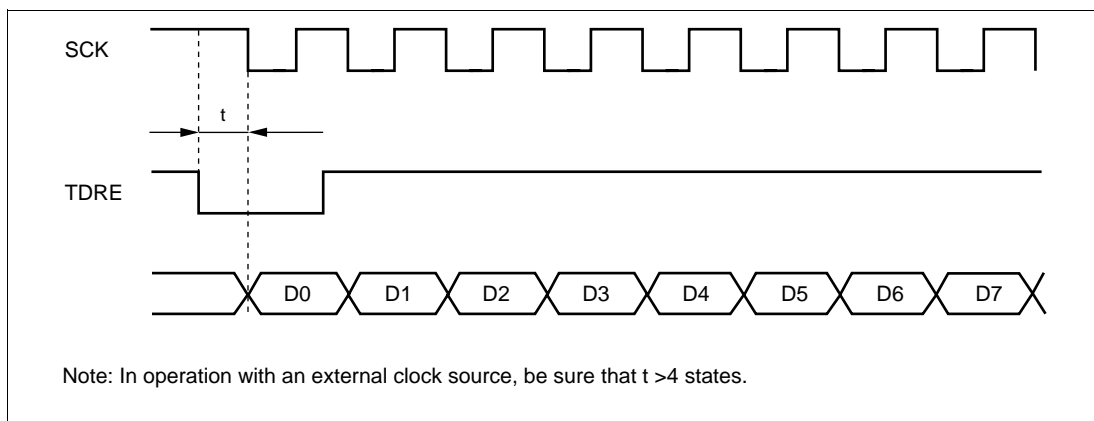 SCK
t
TDRE
D0 D1 D2 D3 D4 D5 D6 D7
Note: In operation with an external clock source, be sure that t >4 states.